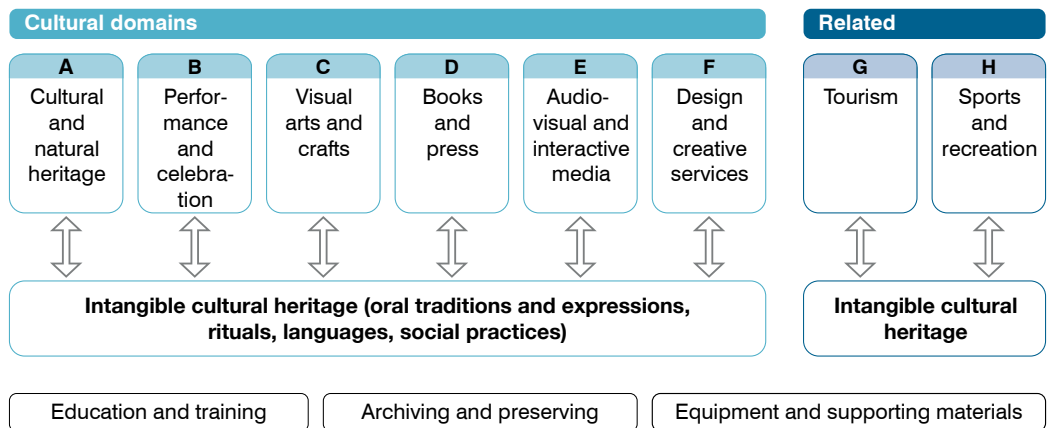 Cultural domains
Related
A
Cultural
and
natural
heritage
B
Perfor-
mance
and
celebra-
tion
C
Visual
arts and
crafts
D
Books
and
press
E
Audio-
visual and
interactive
media
F
Design
and
creative
services
G
Tourism
H
Sports
and
recreation
Intangible cultural heritage (oral traditions and expressions,
rituals, languages, social practices)
Intangible cultural
heritage
Education and training
Archiving and preserving
Equipment and supporting materials